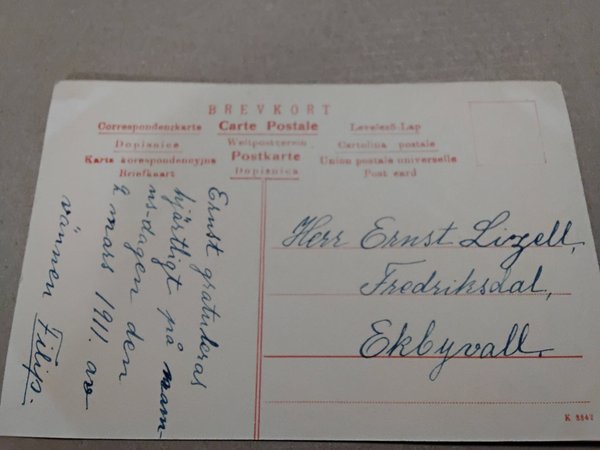 BREVKORT
Correspondenzkarte Carte Postale Levelező-Lap
Dopisnica Weltpostverein Cartolina postale
Karta korespondencyjna Postkarte Union postale universelle
Briefkaart Dopisnica Post card
Ernst gratuleras
hjärtligt på nam-
ns-dagen den
2 mars 1911. av
vännen Filip.
Herr Ernst Lizell,
Fredriksdal,
Ekbyvall.